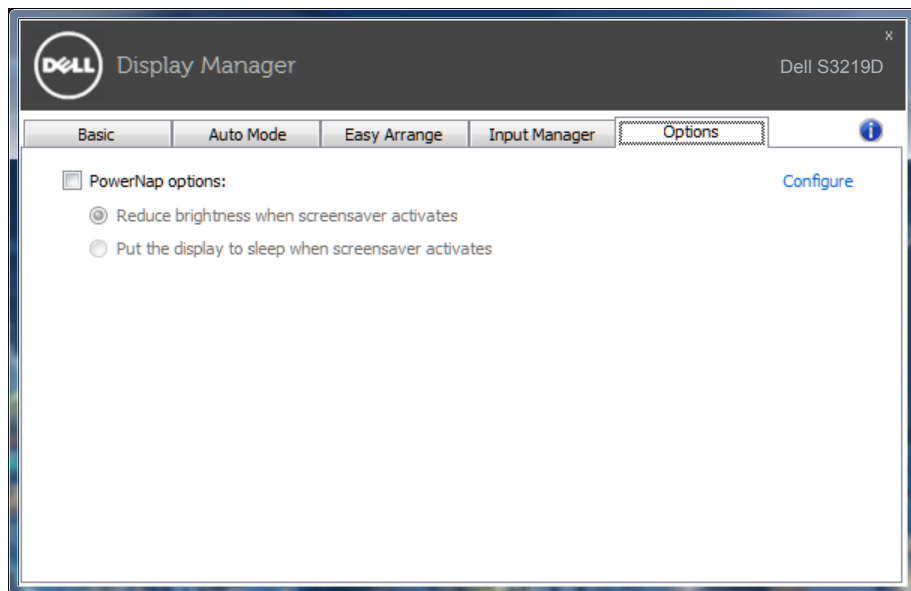 x
DELL Display Manager
Dell S3219D
Basic Auto Mode Easy Arrange Input Manager Options i
PowerNap options: Configure
Reduce brightness when screensaver activates
Put the display to sleep when screensaver activates